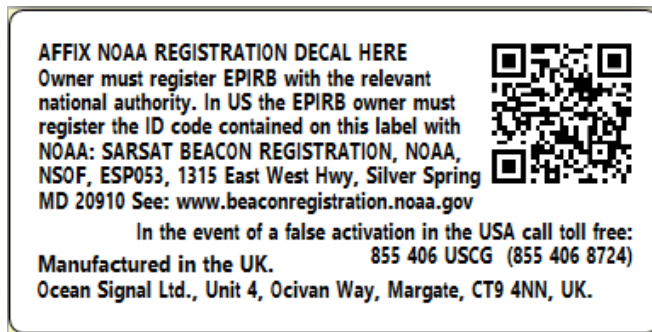 AFFIX NOAA REGISTRATION DECAL HERE
Owner must register EPIRB with the relevant
national authority. In US the EPIRB owner must
register the ID code contained on this label with
NOAA: SARSAT BEACON REGISTRATION, NOAA,
NSOF, ESP053, 1315 East West Hwy, Silver Spring
MD 20910 See: www.beaconregistration.noaa.gov
In the event of a false activation in the USA call toll free:
855 406 USCG (855 406 8724)
Manufactured in the UK.
Ocean Signal Ltd., Unit 4, Ocivan Way, Margate, CT9 4NN, UK.